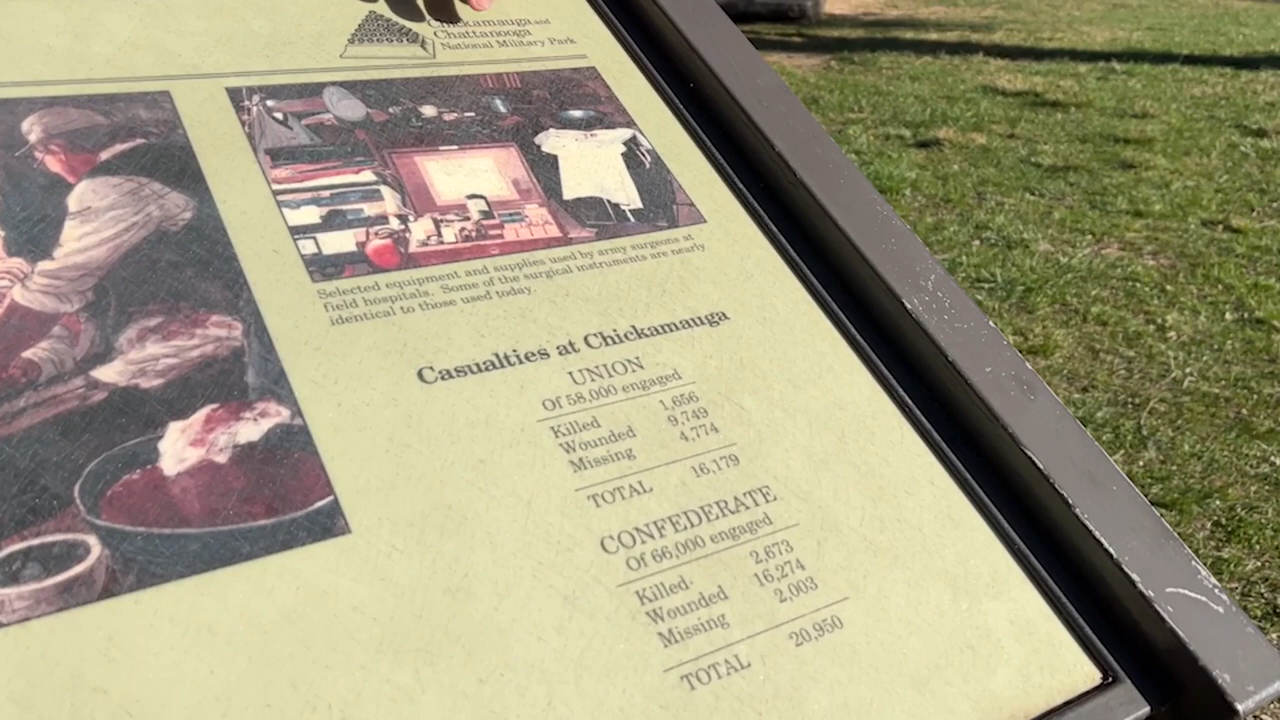 Chickamauga and
Chattanooga
National Military Park
Selected equipment and supplies used by army surgeons at
field hospitals. Some of the surgical instruments are nearly
identical to those used today.
Casualties at Chickamauga
UNION
Of 58,000 engaged
Killed 1,656
Wounded 9,749
Missing 4,774
TOTAL 16,179
CONFEDERATE
Of 66,000 engaged
Killed 2,673
Wounded 16,274
Missing 2,003
TOTAL 20,950